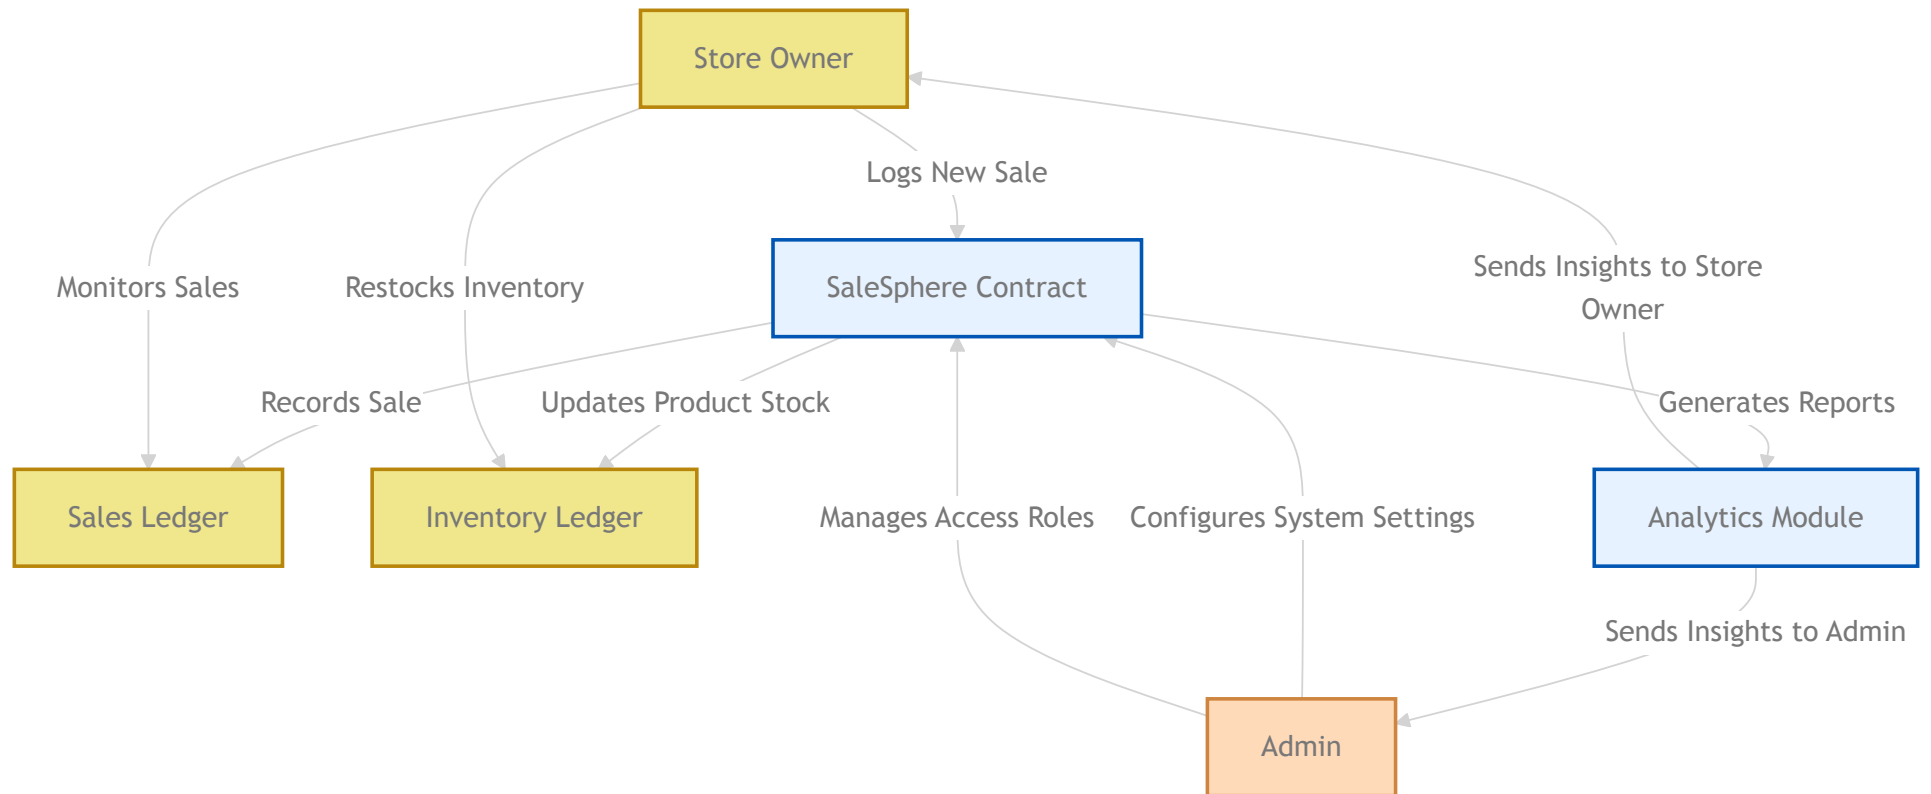 Store Owner
Logs New Sale
Monitors Sales
Restocks Inventory
SaleSphere Contract
Sends Insights to Store
Owner
Records Sale
Updates Product Stock
Generates Reports
Sales Ledger
Inventory Ledger
Manages Access Roles
Configures System Settings
Analytics Module
Sends Insights to Admin
Admin